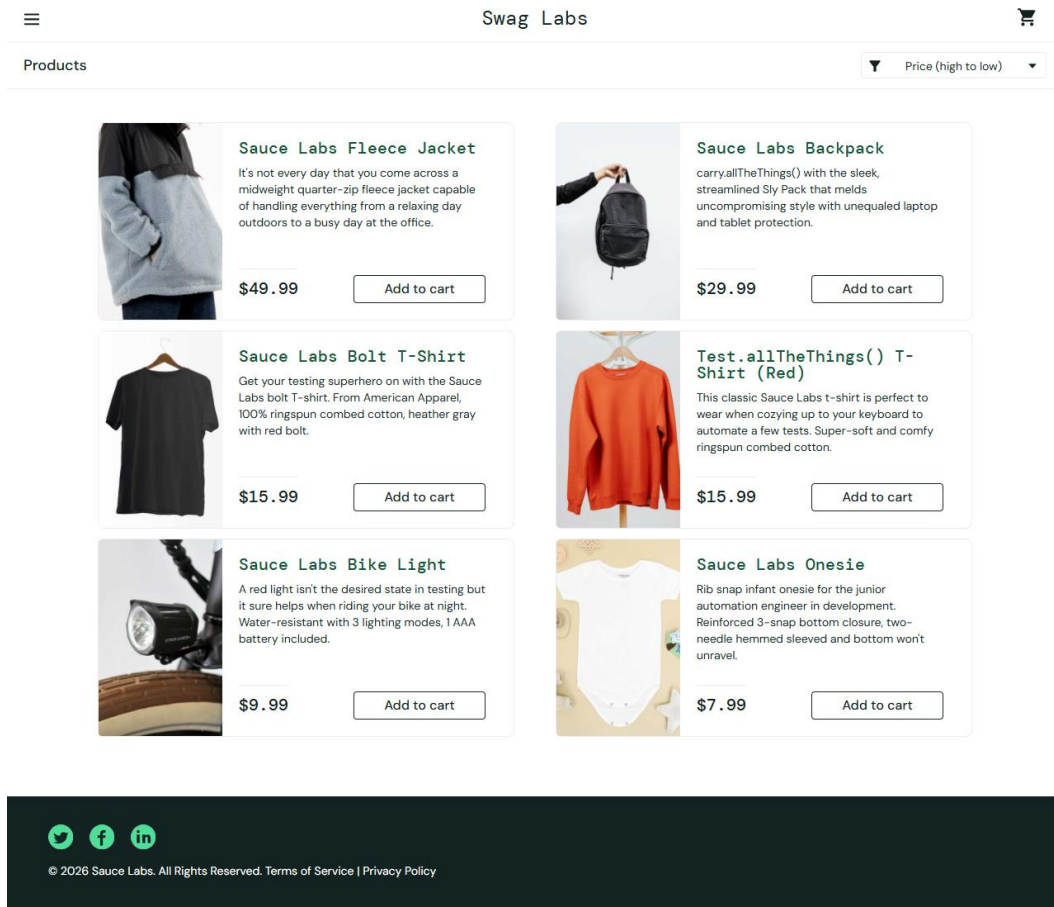 Swag Labs
Products
Price (high to low)
Sauce Labs Fleece Jacket
It's not every day that you come across a
midweight quarter-zip fleece jacket capable
of handling everything from a relaxing day
outdoors to a busy day at the office.
$49.99
Add to cart
Sauce Labs Backpack
carry.allTheThings() with the sleek,
streamlined Sly Pack that melds
uncompromising style with unequaled laptop
and tablet protection.
$29.99
Add to cart
Sauce Labs Bolt T-Shirt
Get your testing superhero on with the Sauce
Labs bolt T-shirt. From American Apparel,
100% ringspun combed cotton, heather gray
with red bolt.
$15.99
Add to cart
Test.allTheThings() T-
Shirt (Red)
This classic Sauce Labs t-shirt is perfect to
wear when cozying up to your keyboard to
automate a few tests. Super-soft and comfy
ringspun combed cotton.
$15.99
Add to cart
Sauce Labs Bike Light
A red light isn't the desired state in testing but
it sure helps when riding your bike at night.
Water-resistant with 3 lighting modes, 1 AAA
battery included.
$9.99
Add to cart
Sauce Labs Onesie
Rib snap infant onesie for the junior
automation engineer in development.
Reinforced 3-snap bottom closure, two-
needle hemmed sleeved and bottom won't
unravel.
$7.99
Add to cart
© 2026 Sauce Labs. All Rights Reserved. Terms of Service | Privacy Policy